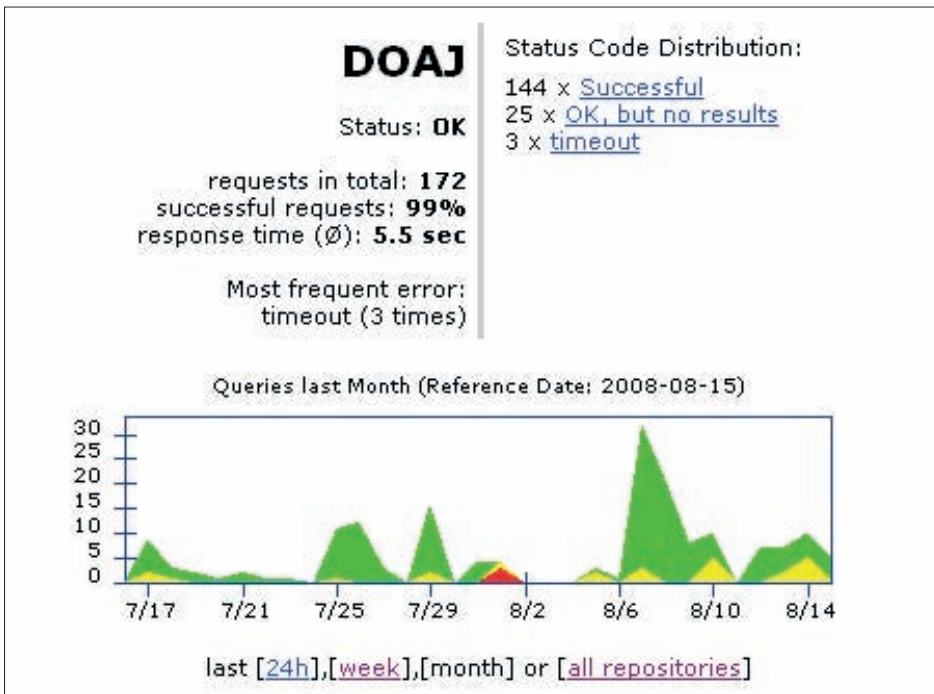 DOAJ
Status: OK
requests in total: 172
successful requests: 99%
response time (Ø): 5.5 sec
Most frequent error:
timeout (3 times)
Status Code Distribution:
144 x Successful
25 x OK, but no results
3 x timeout
Queries last Month (Reference Date: 2008-08-15)
30
25
20
15
10
5
0
7/17 7/21 7/25 7/29 8/2 8/6 8/10 8/14
last [24h],[week],[month] or [all repositories]